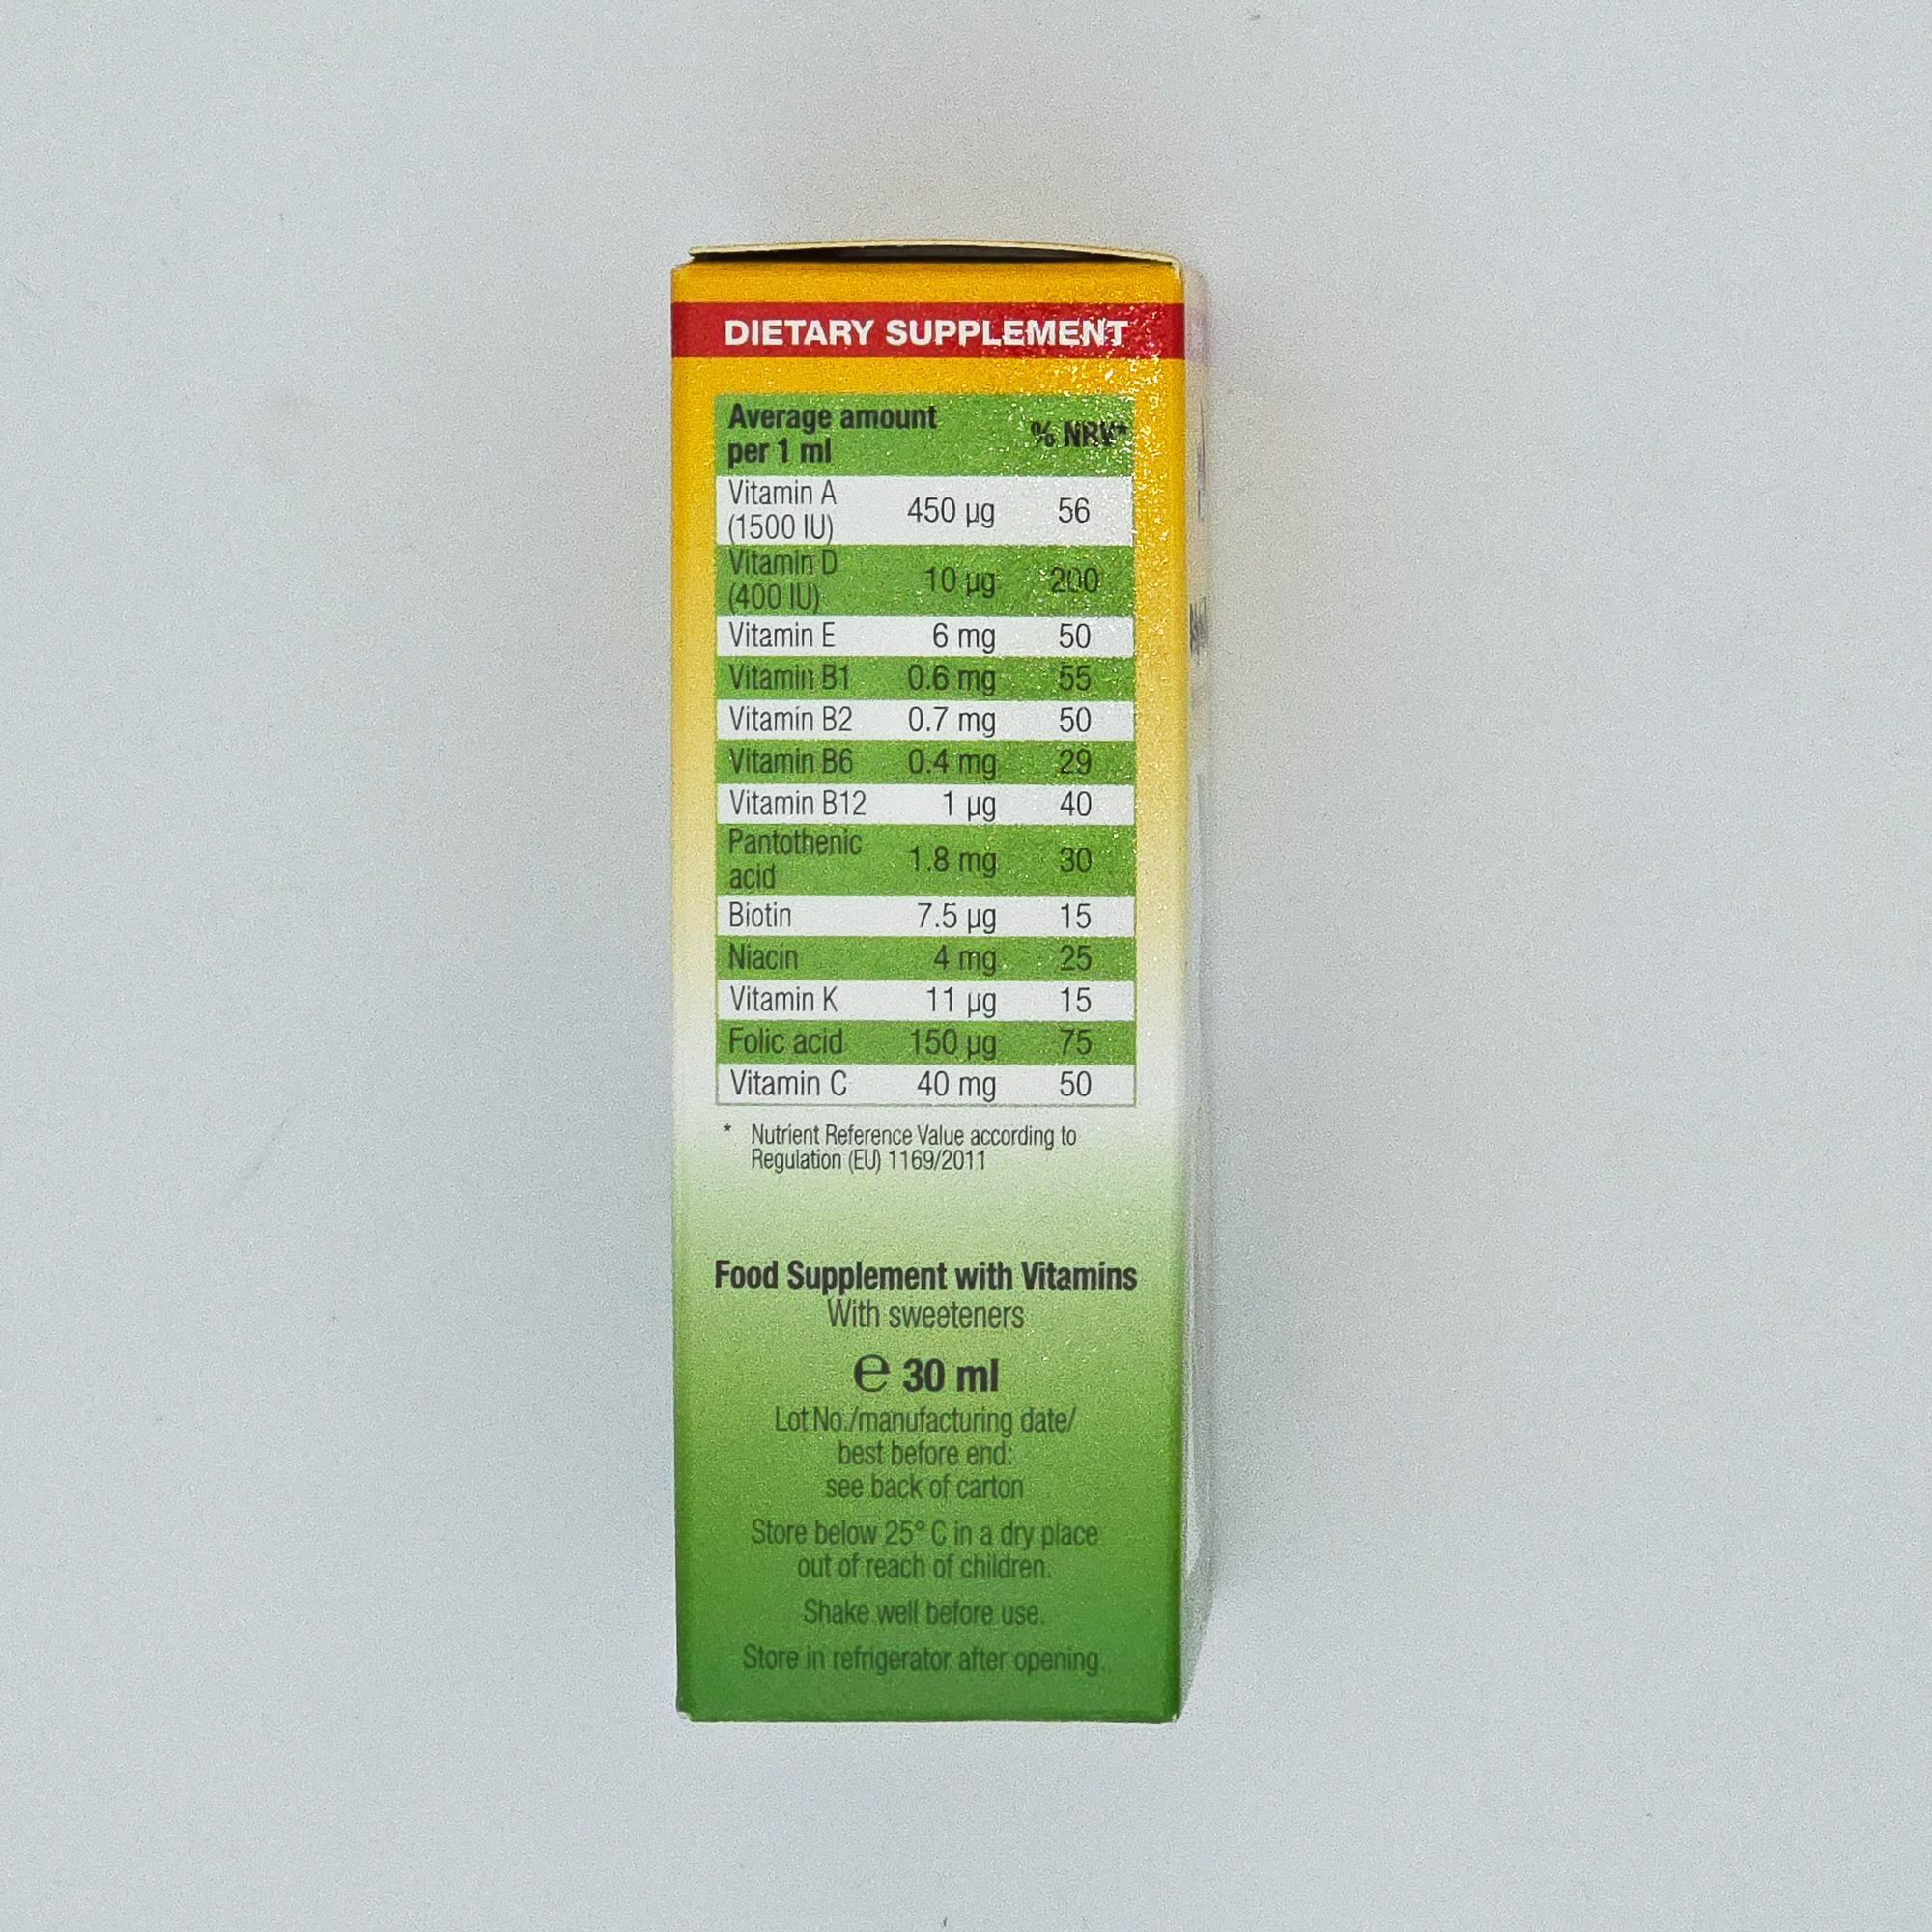 DIETARY SUPPLEMENT
Average amount
per 1 ml
% NRV*
Vitamin A
(1500 IU) 450 µg 56
Vitamin D
(400 IU) 10 µg 200
Vitamin E 6 mg 50
Vitamin B1 0.6 mg 55
Vitamin B2 0.7 mg 50
Vitamin B6 0.4 mg 29
Vitamin B12 1 µg 40
Pantothenic
acid 1.8 mg 30
Biotin 7.5 µg 15
Niacin 4 mg 25
Vitamin K 11 µg 15
Folic acid 150 µg 75
Vitamin C 40 mg 50
* Nutrient Reference Value according to
Regulation (EU) 1169/2011
Food Supplement with Vitamins
With sweeteners
℮ 30 ml
Lot No./manufacturing date/
best before end:
see back of carton
Store below 25° C in a dry place
out of reach of children.
Shake well before use.
Store in refrigerator after opening.